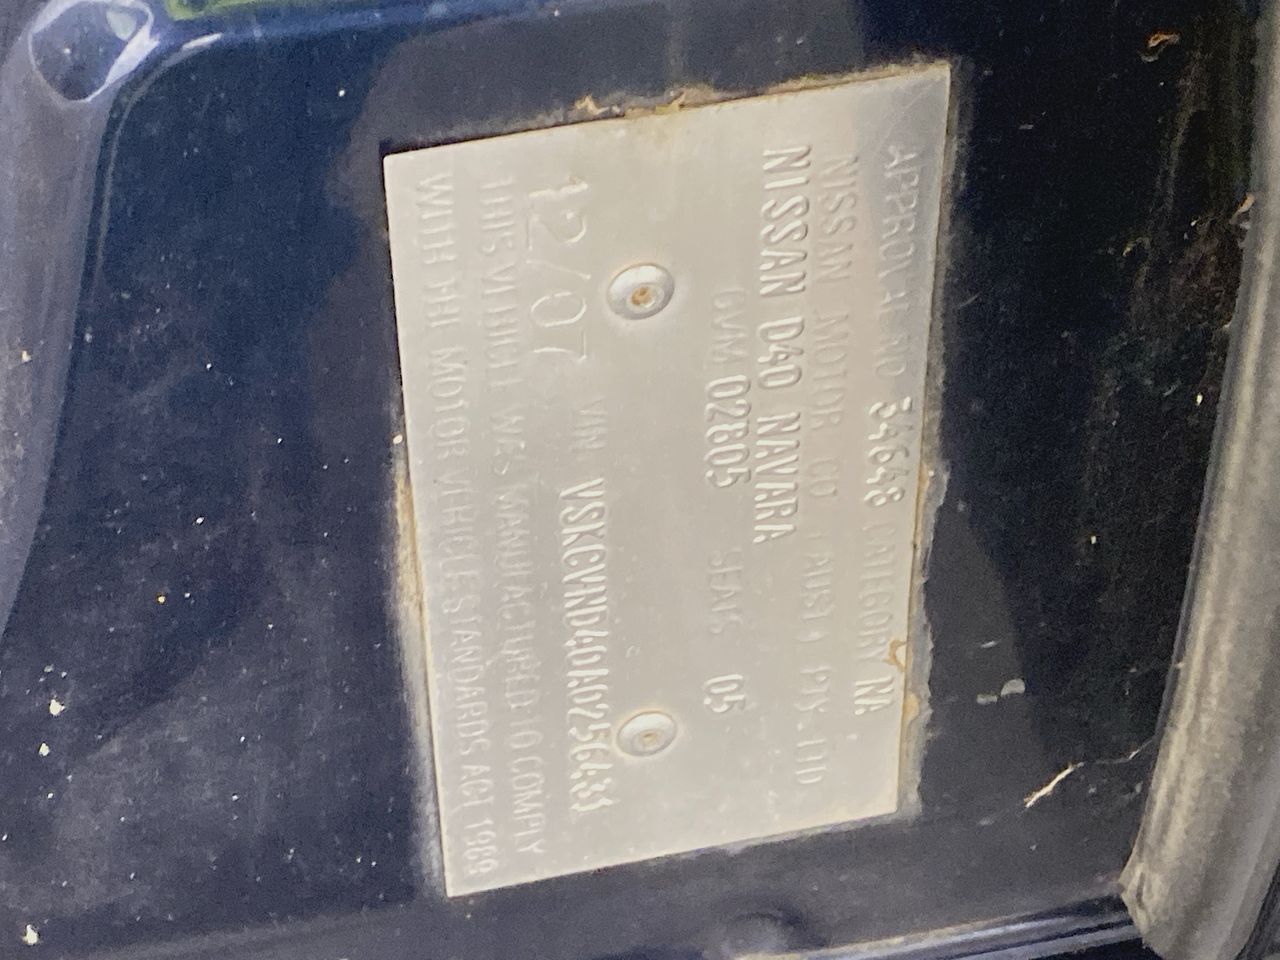 APPROVAL NO 34648 CATEGORY NA
NISSAN MOTOR CO (AUST) PTY LTD
NISSAN D40 NAVARA
GVM 02805 SEATS 05
12/07 VIN VSKCVND40A0256431
THIS VEHICLE WAS MANUFACTURED TO COMPLY
WITH THE MOTOR VEHICLE STANDARDS ACT 1989